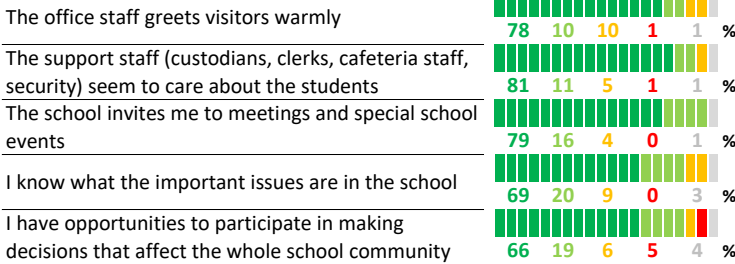 The office staff greets visitors warmly
78 10 10 1 1 %
The support staff (custodians, clerks, cafeteria staff,
security) seem to care about the students
81 11 5 1 1 %
The school invites me to meetings and special school
events
79 16 4 0 1 %
I know what the important issues are in the school
69 20 9 0 3 %
I have opportunities to participate in making
decisions that affect the whole school community
66 19 6 5 4 %